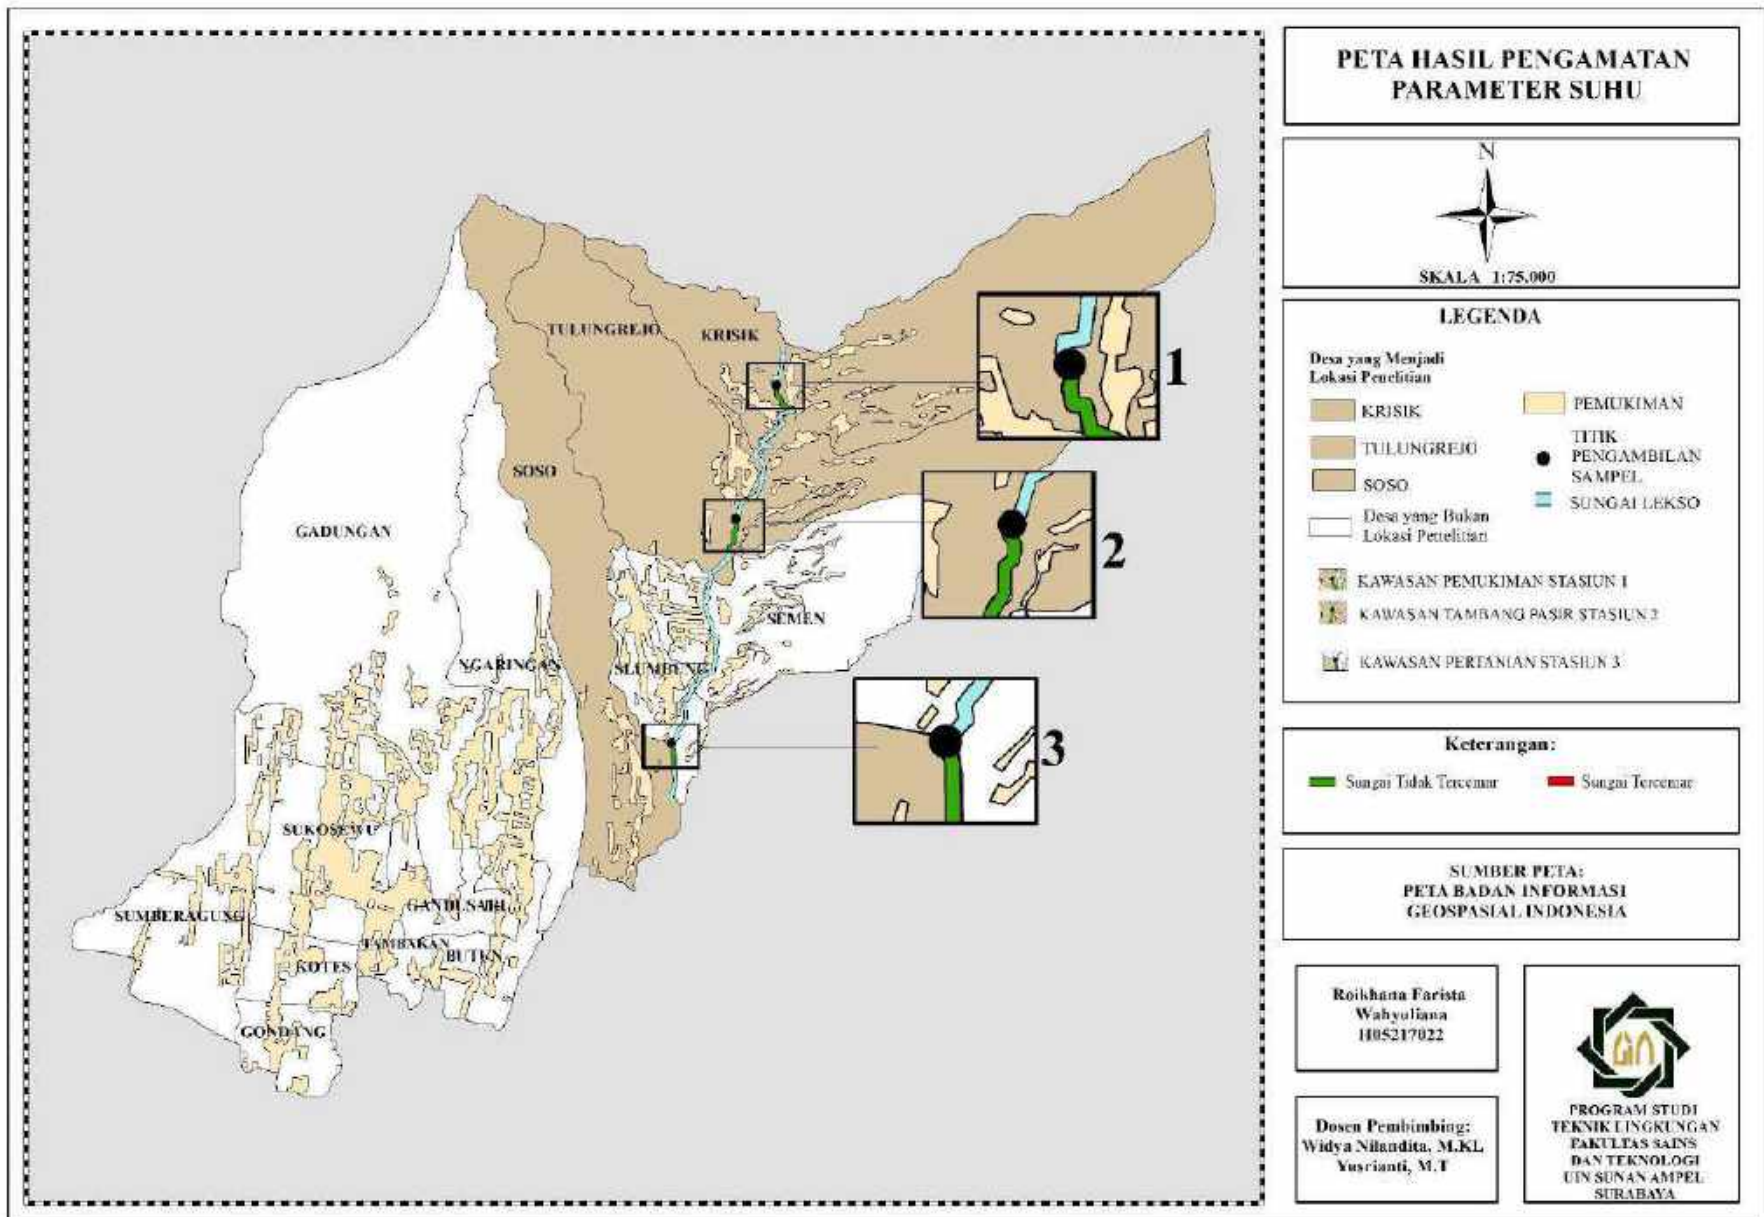 PETA HASIL PENGAMATAN
PARAMETER SUHU
N
SKALA 1:75.000
LEGENDA
Desa yang Menjadi
Lokasi Penelitian
KRISIK
TULUNGREJO
SOSO
Desa yang Bukan
Lokasi Penelitian
PEMUKIMAN
TITIK
PENGAMBILAN
SAMPEL
SUNGAI LEKSO
KAWASAN PEMUKIMAN STASIUN 1
KAWASAN TAMBANG PASIR STASIUN 2
KAWASAN PERTANIAN STASIUN 3
Keterangan:
Sungai Tidak Tercemar
Sungai Tercemar
SUMBER PETA:
PETA BADAN INFORMASI
GEOSPASIAL INDONESIA
Roikhana Farista
Wahyuliana
H05217022
Dosen Pembimbing:
Widya Nilandita, M.KL
Yusrianti, M.T
PROGRAM STUDI
TEKNIK LINGKUNGAN
FAKULTAS SAINS
DAN TEKNOLOGI
UIN SUNAN AMPEL
SURABAYA
TULUNGREJO
KRISIK
1
SOSO
GADUNGAN
2
SEMEN
NGARINGAN
SLUMBUNG
3
SUKOSEWU
SUMBERAGUNG
GANDUSARI
TAMBAKAN
BUTUN
KOTES
GONDANG